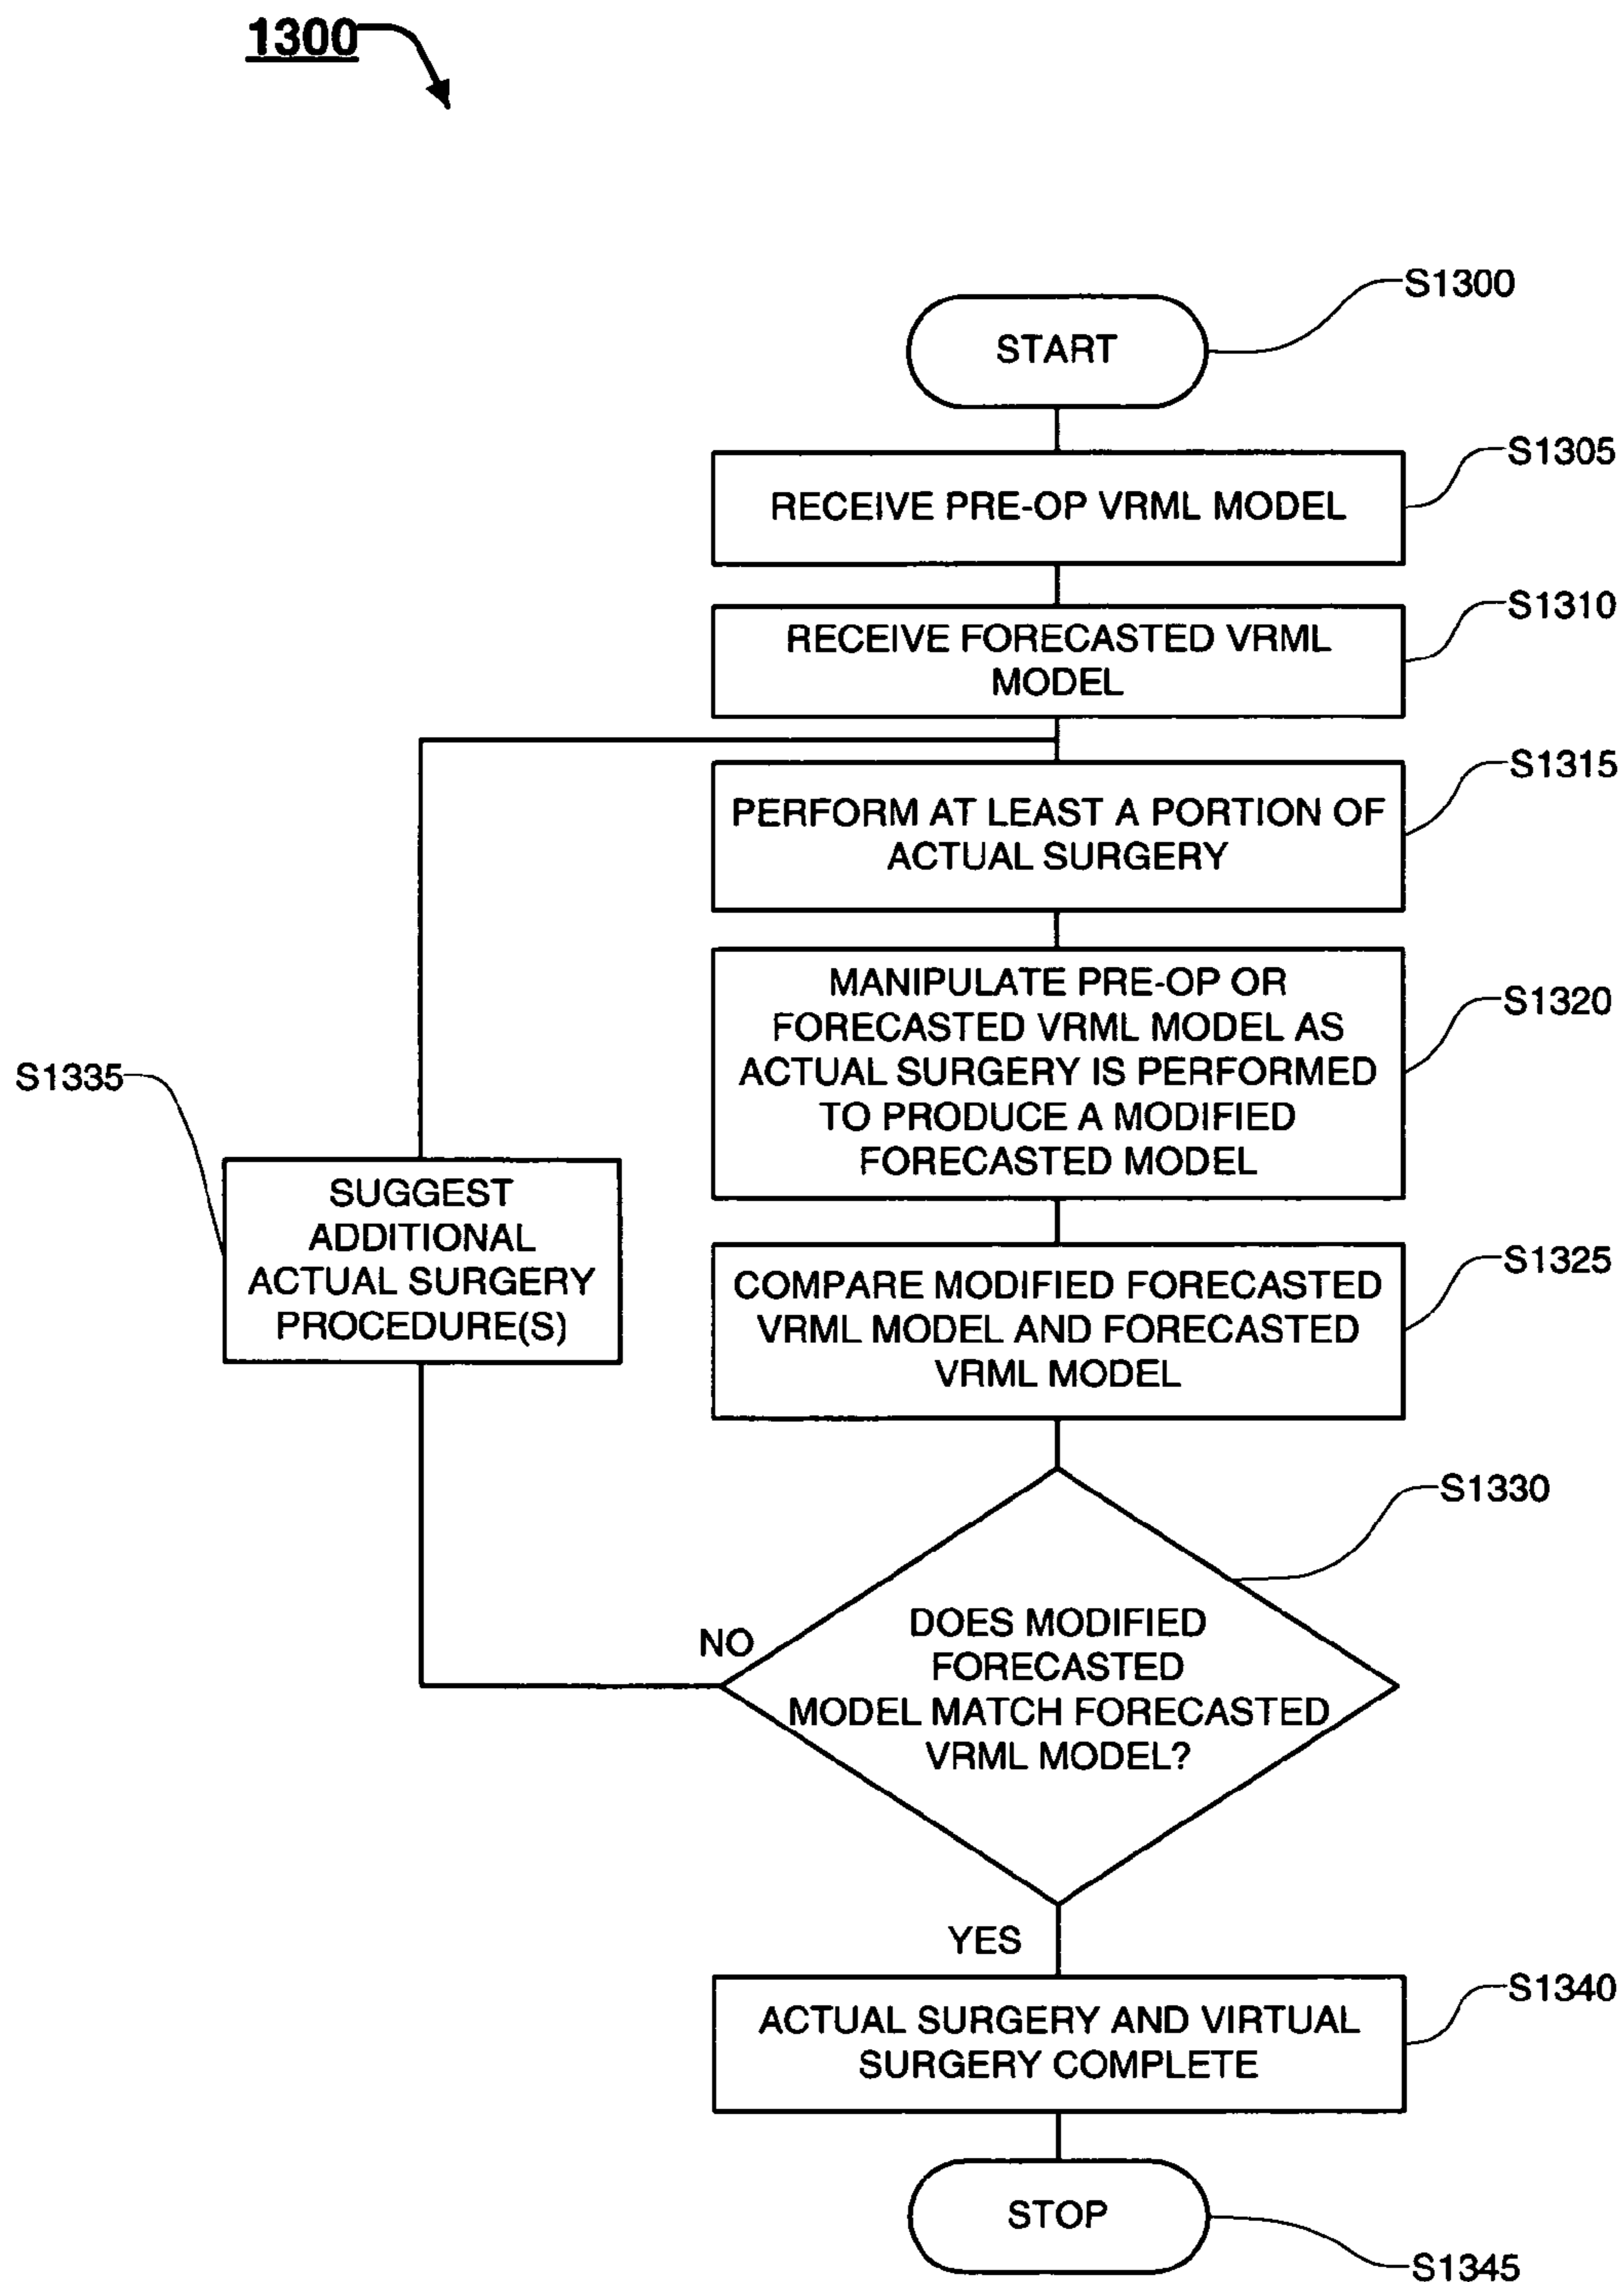 1300
S1300
START
S1305
RECEIVE PRE-OP VRML MODEL
S1310
RECEIVE FORECASTED VRML
MODEL
S1315
PERFORM AT LEAST A PORTION OF
ACTUAL SURGERY
S1320
MANIPULATE PRE-OP OR
FORECASTED VRML MODEL AS
ACTUAL SURGERY IS PERFORMED
TO PRODUCE A MODIFIED
FORECASTED MODEL
S1335
SUGGEST
ADDITIONAL
ACTUAL SURGERY
PROCEDURE(S)
S1325
COMPARE MODIFIED FORECASTED
VRML MODEL AND FORECASTED
VRML MODEL
S1330
NO
DOES MODIFIED
FORECASTED
MODEL MATCH FORECASTED
VRML MODEL?
YES
S1340
ACTUAL SURGERY AND VIRTUAL
SURGERY COMPLETE
STOP
S1345